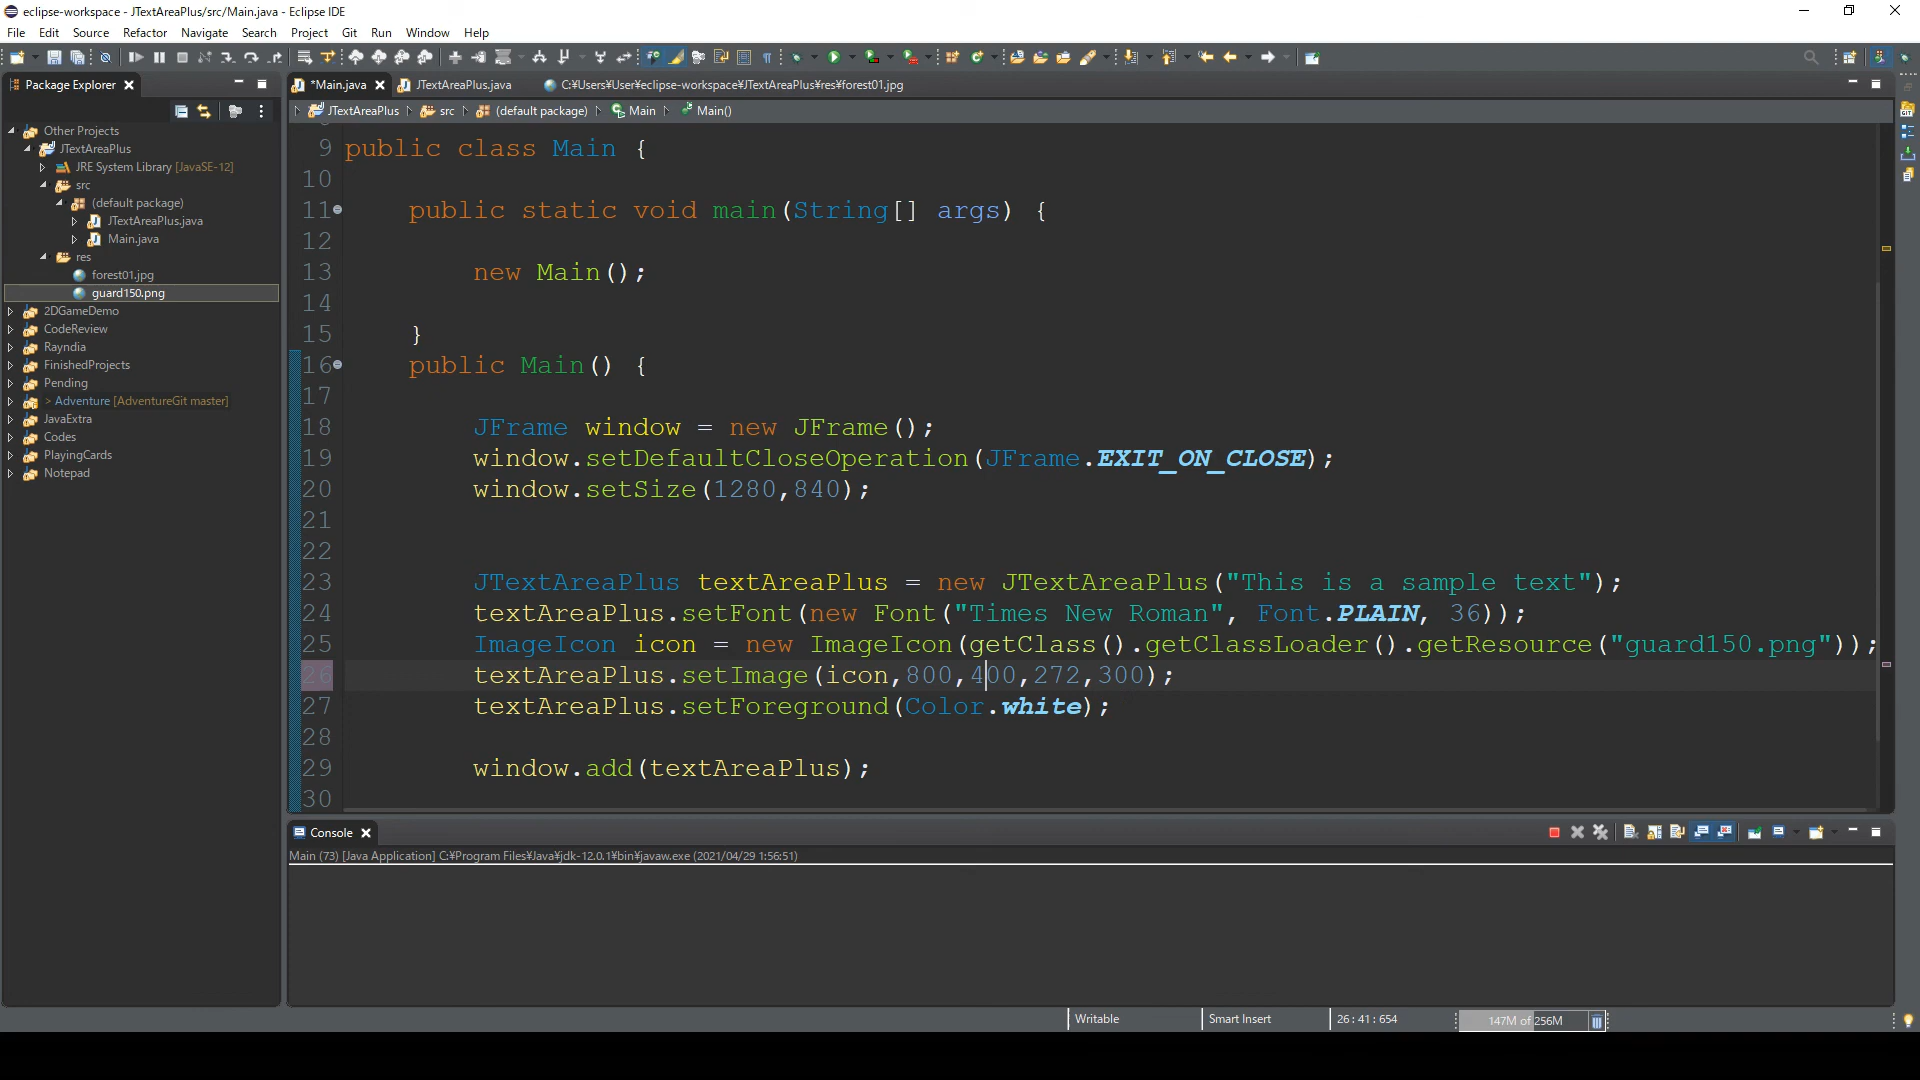 eclipse-workspace - JTextAreaPlus/src/Main.java - Eclipse IDE
File Edit Source Refactor Navigate Search Project Git Run Window Help
Package Explorer
Other Projects
JTextAreaPlus
JRE System Library [JavaSE-12]
src
(default package)
JTextAreaPlus.java
Main.java
res
forest01.jpg
guard150.png
2DGameDemo
CodeReview
Rayndia
FinishedProjects
Pending
> Adventure [AdventureGit master]
JavaExtra
Codes
PlayingCards
Notepad
*Main.java JTextAreaPlus.java C:¥Users¥User¥eclipse-workspace¥JTextAreaPlus¥res¥forest01.jpg
JTextAreaPlus src (default package) Main Main()
9 public class Main {
10
11 public static void main(String[] args) {
12
13 new Main();
14
15 }
16 public Main() {
17
18 JFrame window = new JFrame();
19 window.setDefaultCloseOperation(JFrame.EXIT_ON_CLOSE);
20 window.setSize(1280,840);
21
22
23 JTextAreaPlus textAreaPlus = new JTextAreaPlus("This is a sample text");
24 textAreaPlus.setFont(new Font("Times New Roman", Font.PLAIN, 36));
25 ImageIcon icon = new ImageIcon(getClass().getClassLoader().getResource("guard150.png"));
26 textAreaPlus.setImage(icon,800,400,272,300);
27 textAreaPlus.setForeground(Color.white);
28
29 window.add(textAreaPlus);
30
Console
Main (73) [Java Application] C:¥Program Files¥Java¥jdk-12.0.1¥bin¥javaw.exe (2021/04/29 1:56:51)
Writable Smart Insert 26 : 41 : 654 147M of 256M